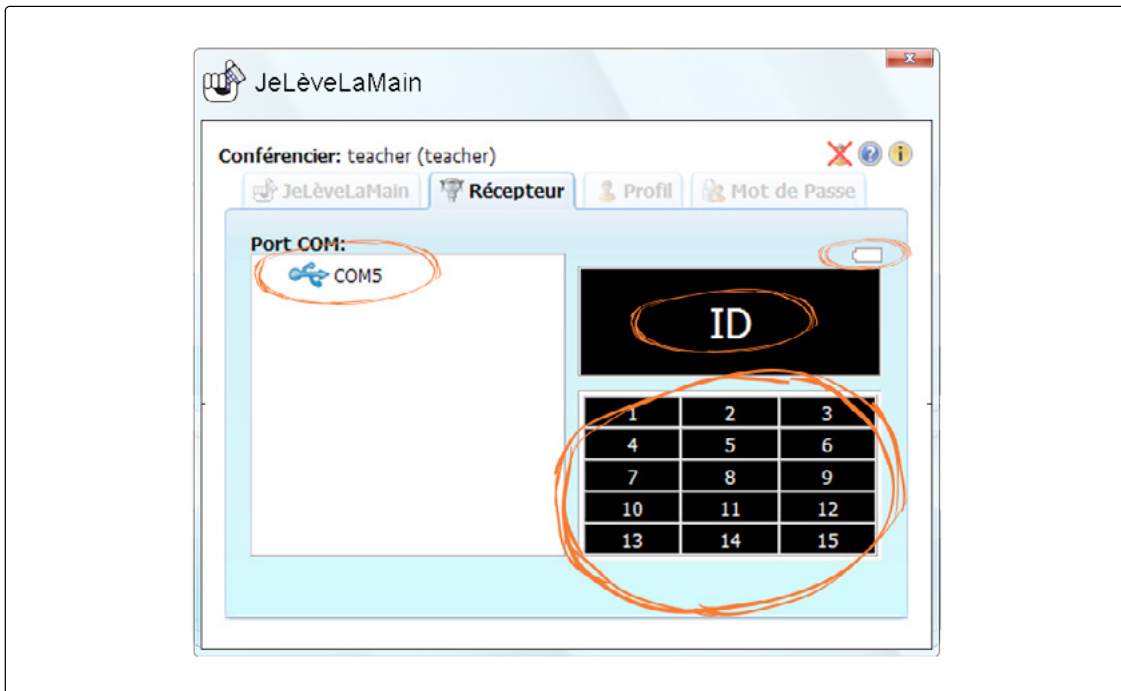 JeLèveLaMain
Conférencier: teacher (teacher)
JeLèveLaMain Récepteur Profil Mot de Passe
Port COM:
COM5
ID
1 2 3
4 5 6
7 8 9
10 11 12
13 14 15